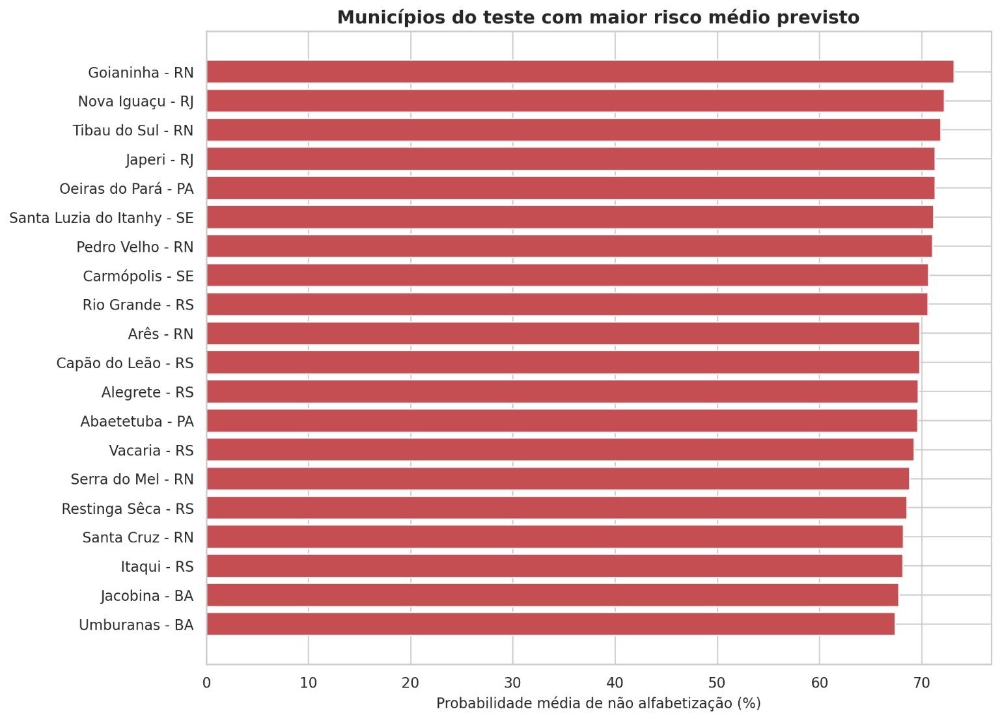 Municípios do teste com maior risco médio previsto
Goianinha - RN
Nova Iguaçu - RJ
Tibau do Sul - RN
Japeri - RJ
Oeiras do Pará - PA
Santa Luzia do Itanhy - SE
Pedro Velho - RN
Carmópolis - SE
Rio Grande - RS
Arês - RN
Capão do Leão - RS
Alegrete - RS
Abaetetuba - PA
Vacaria - RS
Serra do Mel - RN
Restinga Sêca - RS
Santa Cruz - RN
Itaqui - RS
Jacobina - BA
Umburanas - BA
0 10 20 30 40 50 60 70
Probabilidade média de não alfabetização (%)